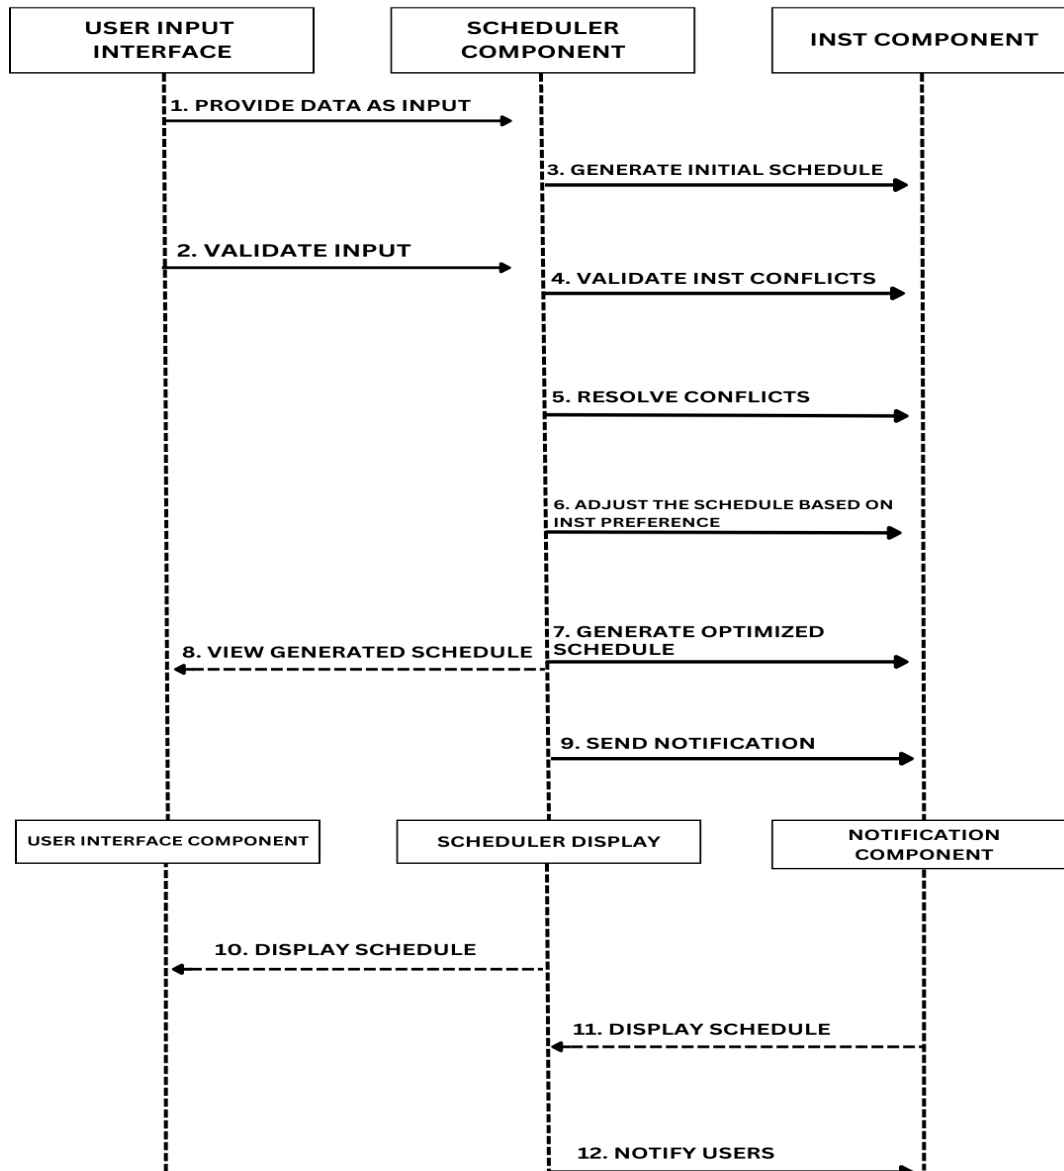 USER INPUT
INTERFACE
SCHEDULER
COMPONENT
INST COMPONENT
1. PROVIDE DATA AS INPUT
3. GENERATE INITIAL SCHEDULE
2. VALIDATE INPUT
4. VALIDATE INST CONFLICTS
5. RESOLVE CONFLICTS
6. ADJUST THE SCHEDULE BASED ON
INST PREFERENCE
7. GENERATE OPTIMIZED
SCHEDULE
8. VIEW GENERATED SCHEDULE
9. SEND NOTIFICATION
USER INTERFACE COMPONENT
SCHEDULER DISPLAY
NOTIFICATION
COMPONENT
10. DISPLAY SCHEDULE
11. DISPLAY SCHEDULE
12. NOTIFY USERS